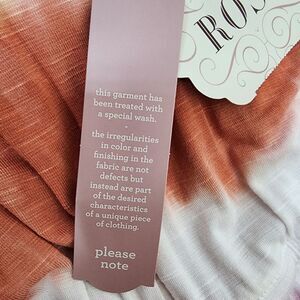 ROS
this garment has
been treated with
a special wash.
-
the irregularities
in color and
finishing in the
fabric are not
defects but
instead are part
of the desired
characteristics
of a unique piece
of clothing.
please
note